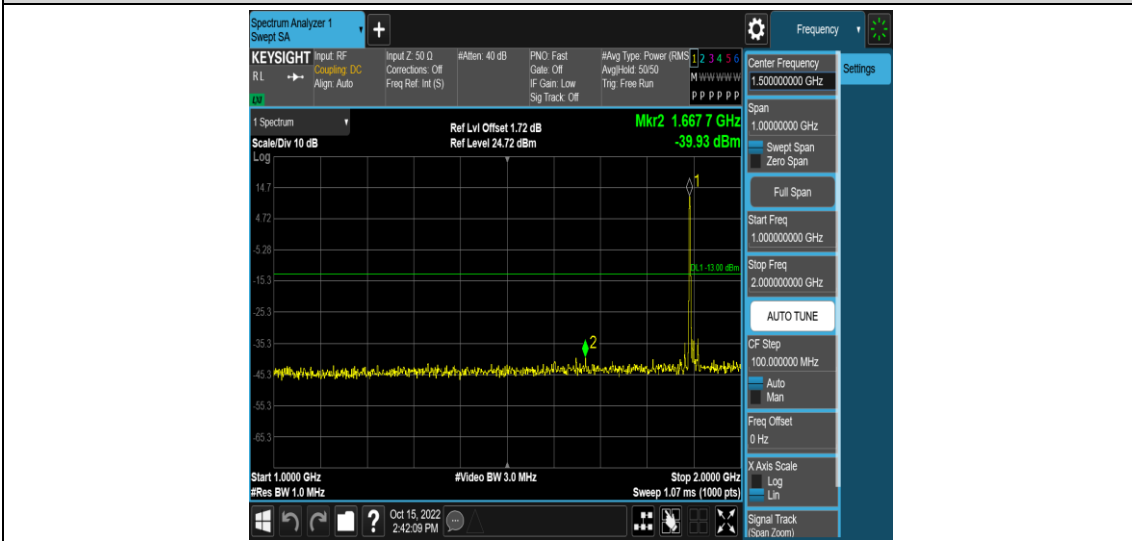 Spectrum Analyzer 1
Swept SA
+
Frequency
KEYSIGHT
R L
LXI
Input: RF
Coupling: DC
Align: Auto
Input Z: 50 Ω
Corrections: Off
Freq Ref: Int (S)
#Atten: 40 dB
PNO: Fast
Gate: Off
IF Gain: Low
Sig Track: Off
#Avg Type: Power (RMS
Avg|Hold: 50/50
Trig: Free Run
1 2 3 4 5 6
M W W W W W
P P P P P P
Center Frequency
1.500000000 GHz
Settings
Span
1.00000000 GHz
Swept Span
Zero Span
Full Span
Start Freq
1.000000000 GHz
Stop Freq
2.000000000 GHz
AUTO TUNE
CF Step
100.000000 MHz
Auto
Man
Freq Offset
0 Hz
X Axis Scale
Log
Lin
Signal Track
(Span Zoom)
1 Spectrum
Scale/Div 10 dB
Ref Lvl Offset 1.72 dB
Ref Level 24.72 dBm
Mkr2 1.667 7 GHz
-39.93 dBm
Log
14.7
4.72
-5.28
-15.3
-25.3
-35.3
-45.3
-55.3
-65.3
1
DL1 -13.00 dBm
2
Start 1.0000 GHz
#Res BW 1.0 MHz
#Video BW 3.0 MHz
Stop 2.0000 GHz
Sweep 1.07 ms (1000 pts)
?
Oct 15, 2022
2:42:09 PM